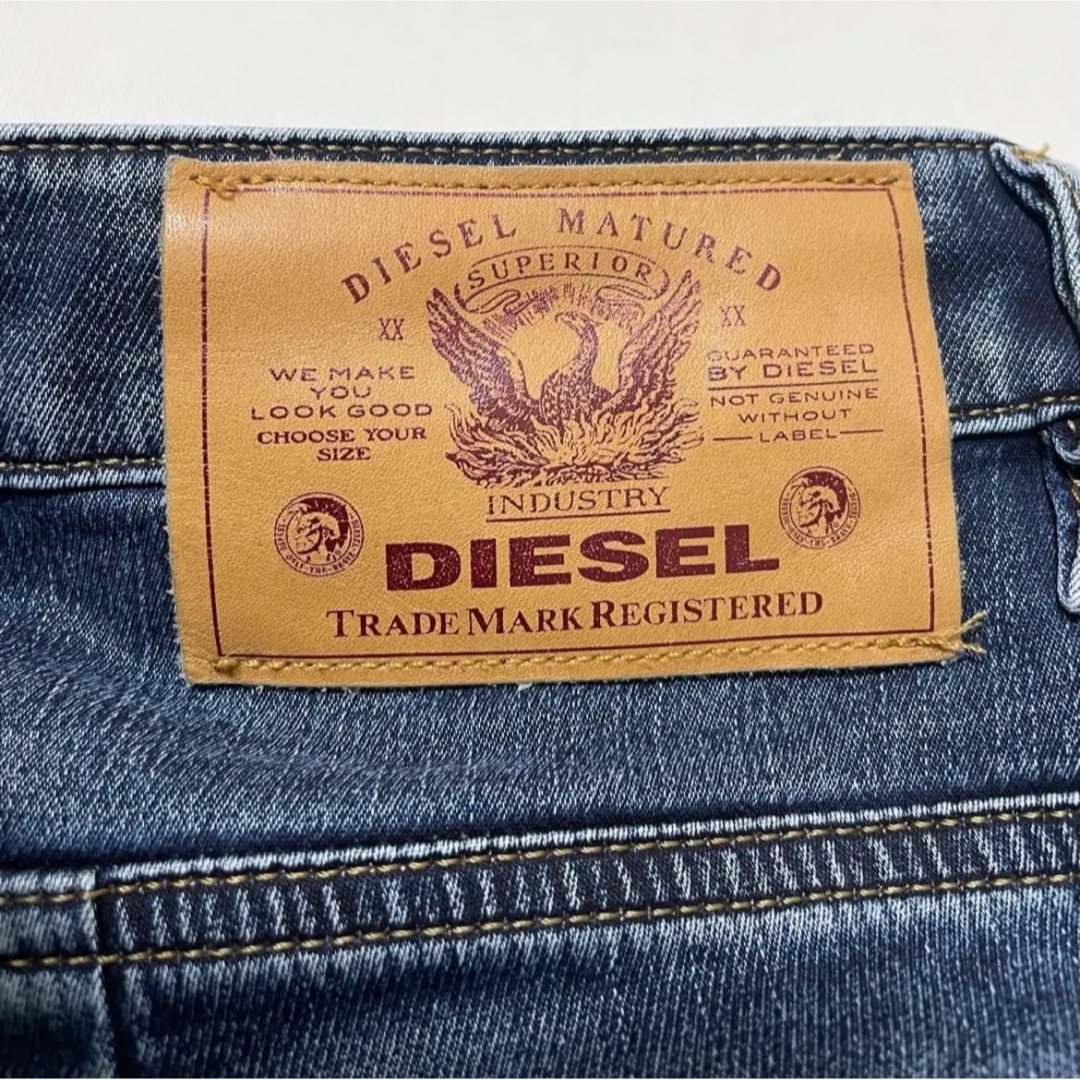 DIESEL MATURED
SUPERIOR
XX
XX
WE MAKE
YOU
LOOK GOOD
CHOOSE YOUR
SIZE
GUARANTEED
BY DIESEL
NOT GENUINE
WITHOUT
LABEL
INDUSTRY
DIESEL
TRADE MARK REGISTERED